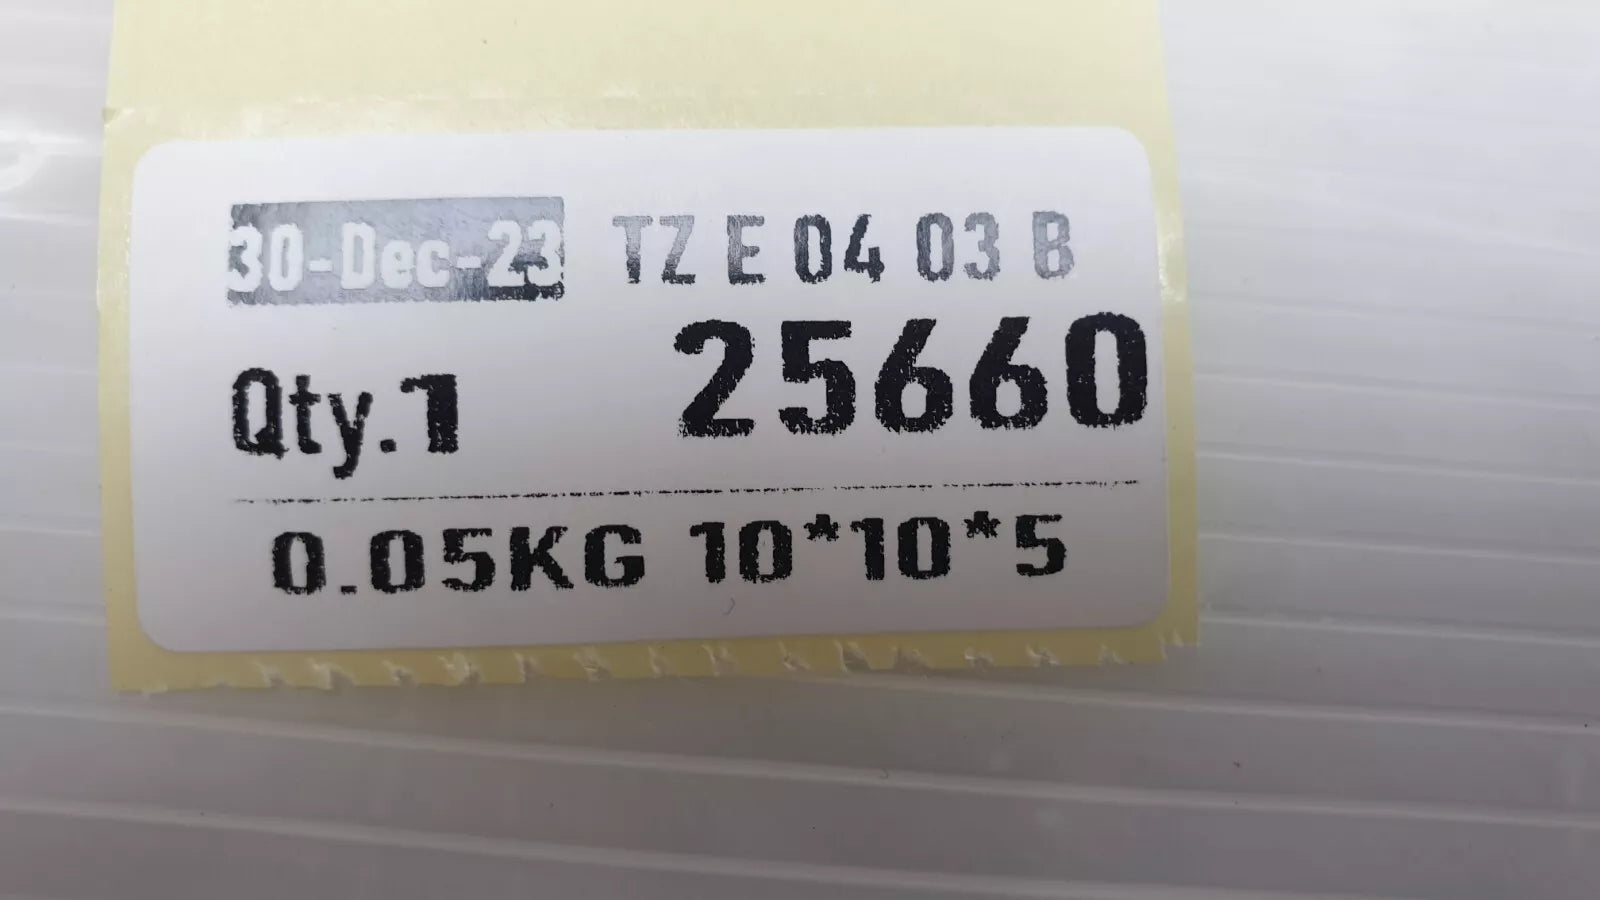 30-Dec-23 TZ E 04 03 B
Qty.1 25660
0.05KG 10*10*5